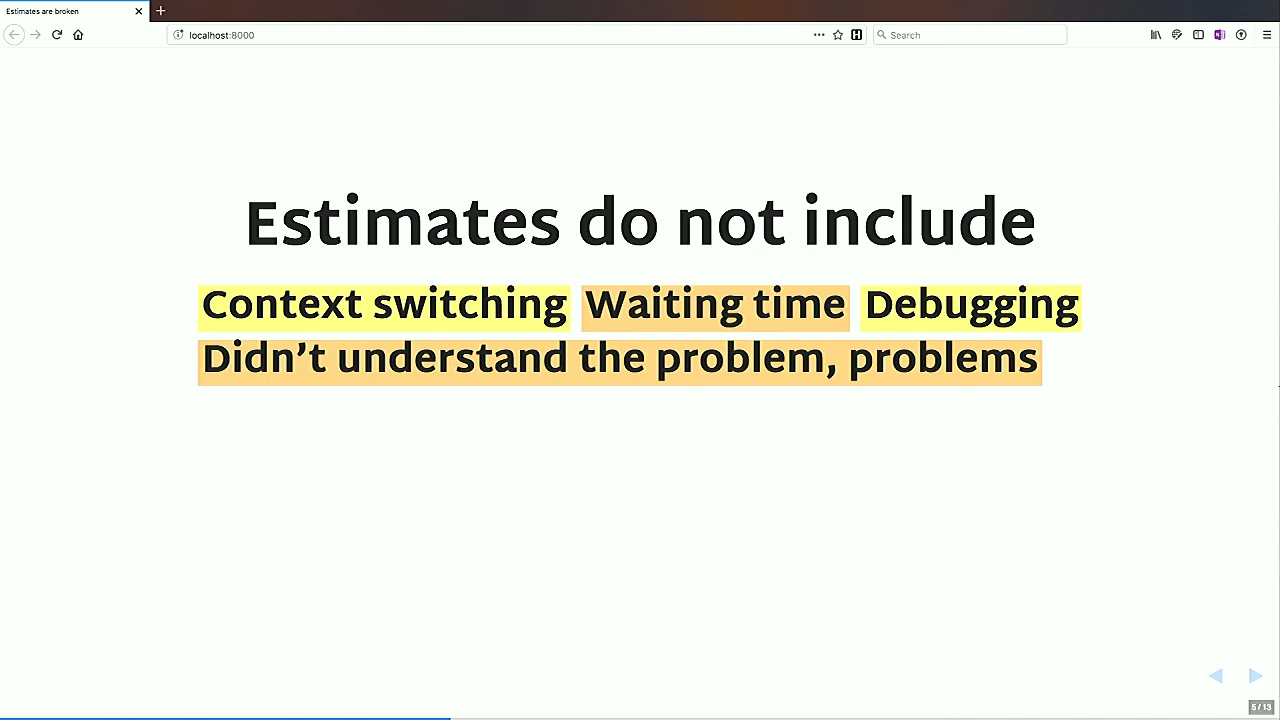 Estimates are broken
localhost:8000
Search
Estimates do not include
Context switching Waiting time Debugging
Didn’t understand the problem, problems
5 / 13